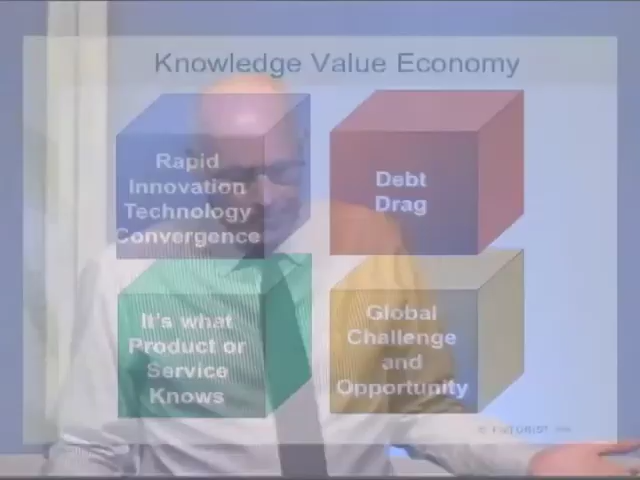 Knowledge Value Economy
Rapid
Innovation
Technology
Convergence
Debt
Drag
It's what
Product or
Service
Knows
Global
Challenge
and
Opportunity